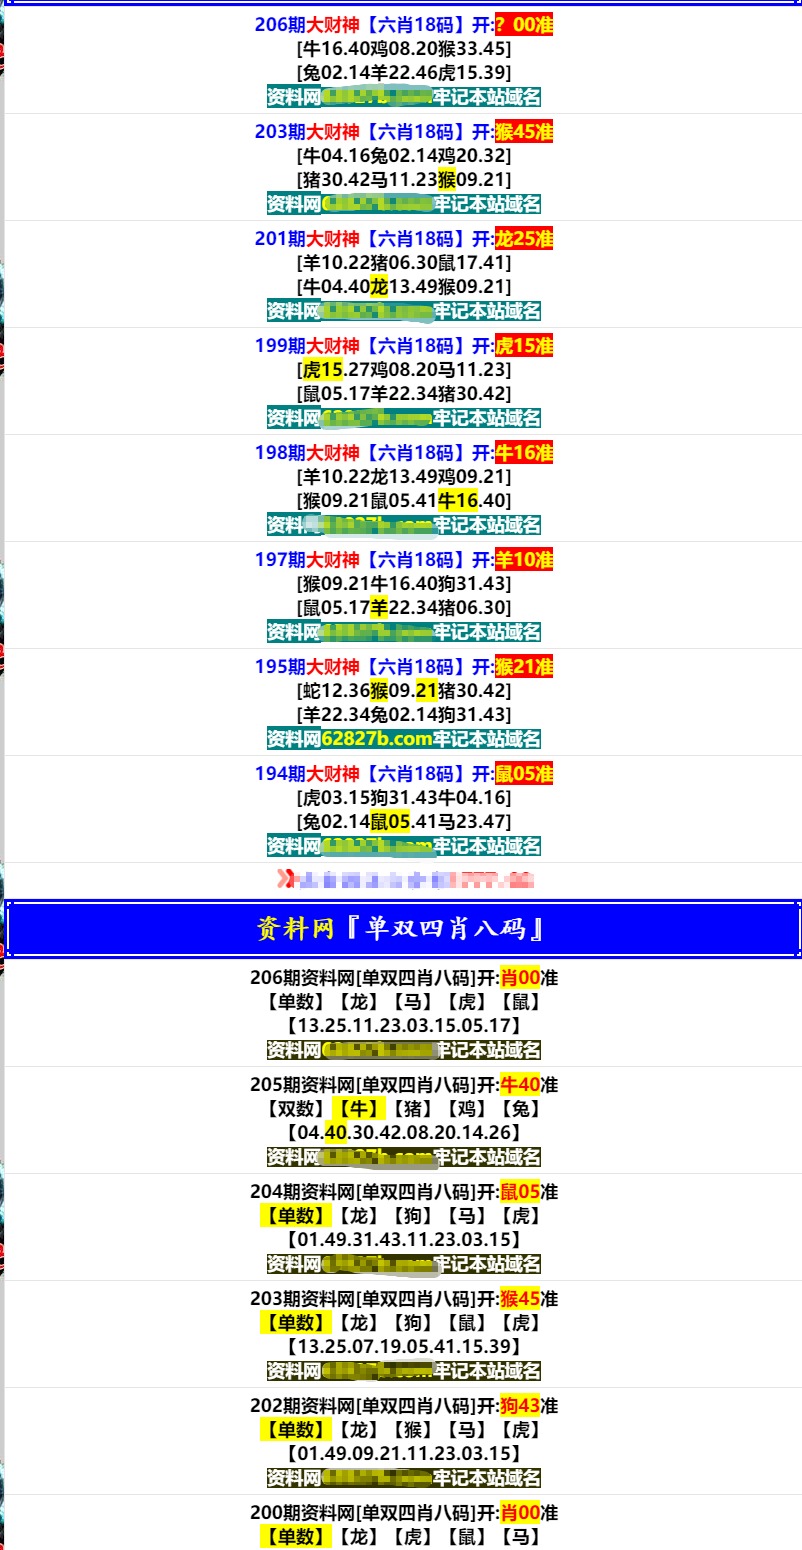 206期大财神【六肖18码】开:？00准
[牛16.40鸡08.20猴33.45]
[兔02.14羊22.46虎15.39]
资料网 牢记本站域名
203期大财神【六肖18码】开:猴45准
[牛04.16兔02.14鸡20.32]
[猪30.42马11.23猴09.21]
资料网 牢记本站域名
201期大财神【六肖18码】开:龙25准
[羊10.22猪06.30鼠17.41]
[牛04.40龙13.49猴09.21]
资料网 牢记本站域名
199期大财神【六肖18码】开:虎15准
[虎15.27鸡08.20马11.23]
[鼠05.17羊22.34猪30.42]
资料网 牢记本站域名
198期大财神【六肖18码】开:牛16准
[羊10.22龙13.49鸡09.21]
[猴09.21鼠05.41牛16.40]
资料网 牢记本站域名
197期大财神【六肖18码】开:羊10准
[猴09.21牛16.40狗31.43]
[鼠05.17羊22.34猪06.30]
资料网 牢记本站域名
195期大财神【六肖18码】开:猴21准
[蛇12.36猴09.21猪30.42]
[羊22.34兔02.14狗31.43]
资料网62827b.com牢记本站域名
194期大财神【六肖18码】开:鼠05准
[虎03.15狗31.43牛04.16]
[兔02.14鼠05.41马23.47]
资料网 牢记本站域名
资料网『单双四肖八码』
206期资料网[单双四肖八码]开:肖00准
【单数】【龙】【马】【虎】【鼠】
【13.25.11.23.03.15.05.17】
资料网 牢记本站域名
205期资料网[单双四肖八码]开:牛40准
【双数】【牛】【猪】【鸡】【兔】
【04.40.30.42.08.20.14.26】
资料网 牢记本站域名
204期资料网[单双四肖八码]开:鼠05准
【单数】【龙】【狗】【马】【虎】
【01.49.31.43.11.23.03.15】
资料网 牢记本站域名
203期资料网[单双四肖八码]开:猴45准
【单数】【龙】【狗】【鼠】【虎】
【13.25.07.19.05.41.15.39】
资料网 牢记本站域名
202期资料网[单双四肖八码]开:狗43准
【单数】【龙】【猴】【马】【虎】
【01.49.09.21.11.23.03.15】
资料网 牢记本站域名
200期资料网[单双四肖八码]开:肖00准
【单数】【龙】【虎】【鼠】【马】